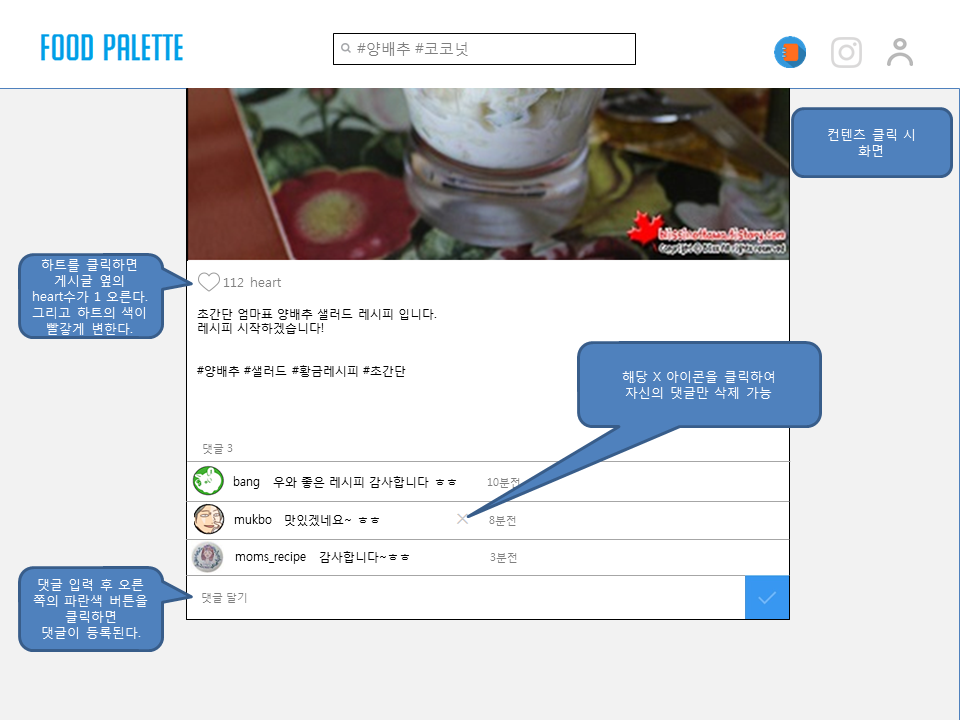 FOOD PALETTE
#양배추 #코코넛
컨텐츠 클릭 시
화면
blissinottawa.tistory.com
Copyright @ Bliss All rights reserved
하트를 클릭하면
게시글 옆의
heart수가 1 오른다.
그리고 하트의 색이
빨갛게 변한다.
112 heart
초간단 엄마표 양배추 샐러드 레시피 입니다.
레시피 시작하겠습니다!
#양배추 #샐러드 #황금레시피 #초간단
해당 X 아이콘을 클릭하여
자신의 댓글만 삭제 가능
댓글 3
bang 우와 좋은 레시피 감사합니다 ㅎㅎ 10분전
mukbo 맛있겠네요~ ㅎㅎ 8분전
moms_recipe 감사합니다~ㅎㅎ 3분전
댓글 입력 후 오른
쪽의 파란색 버튼을
클릭하면
댓글이 등록된다.
댓글 달기